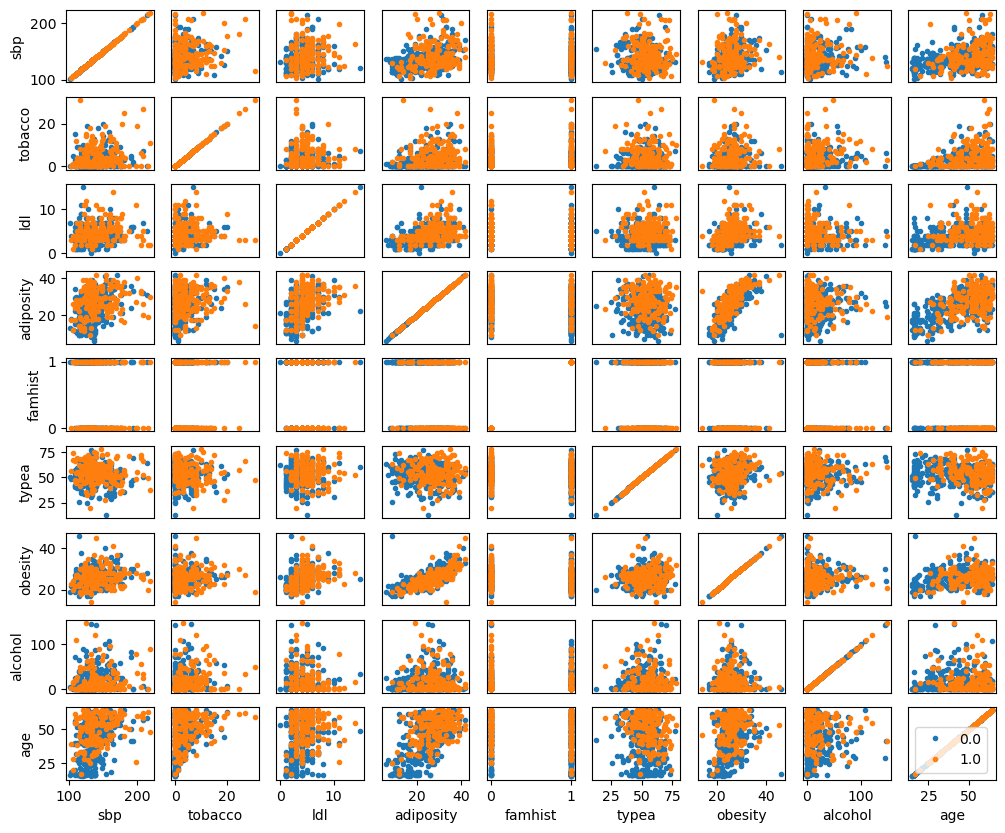 sbp
200
100
tobacco
20
0
ldl
10
0
adiposity
40
20
famhist
1
0
typea
75
50
25
obesity
40
20
alcohol
100
0
age
50
25
0.0
1.0
100 200 0 20 0 10 20 40 0 1 25 50 75 20 40 0 100 25 50
sbp tobacco ldl adiposity famhist typea obesity alcohol age